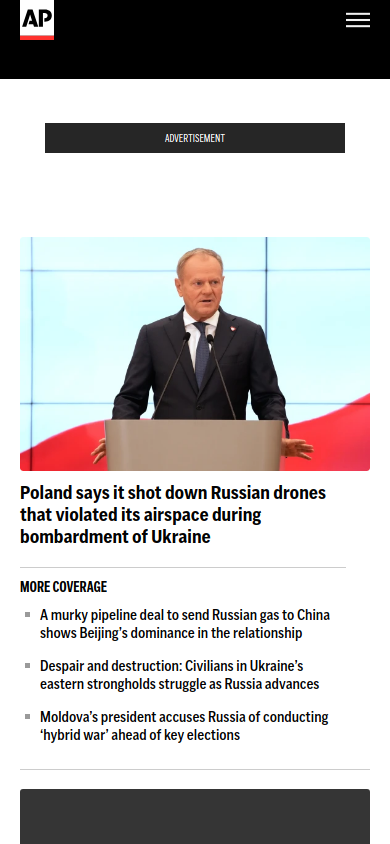 AP
ADVERTISEMENT
Poland says it shot down Russian drones
that violated its airspace during
bombardment of Ukraine
MORE COVERAGE
A murky pipeline deal to send Russian gas to China
shows Beijing’s dominance in the relationship
Despair and destruction: Civilians in Ukraine’s
eastern strongholds struggle as Russia advances
Moldova’s president accuses Russia of conducting
‘hybrid war’ ahead of key elections